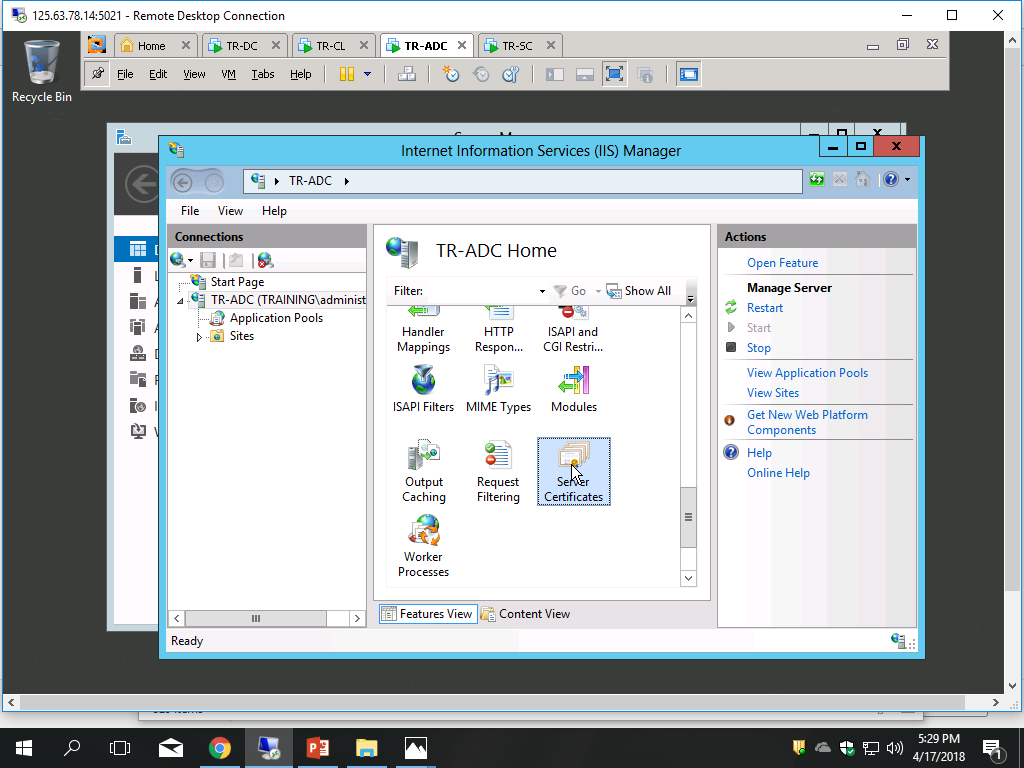 125.63.78.14:5021 - Remote Desktop Connection
Recycle Bin
Home
TR-DC
TR-CL
TR-ADC
TR-SC
File Edit View VM Tabs Help
Internet Information Services (IIS) Manager
TR-ADC
File View Help
Connections
Start Page
TR-ADC (TRAINING\administ
Application Pools
Sites
TR-ADC Home
Filter:
Go
Show All
Handler
Mappings
HTTP
Respon...
ISAPI and
CGI Restri...
ISAPI Filters
MIME Types
Modules
Output
Caching
Request
Filtering
Server
Certificates
Worker
Processes
Features View
Content View
Actions
Open Feature
Manage Server
Restart
Start
Stop
View Application Pools
View Sites
Get New Web Platform
Components
Help
Online Help
Ready
5:29 PM
4/17/2018
1